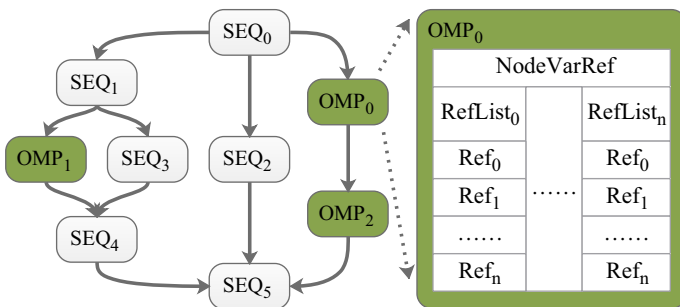 SEQ₀
SEQ₁
OMP₀
OMP₁
SEQ₃
SEQ₂
OMP₂
SEQ₄
SEQ₅
OMP₀
NodeVarRef
RefList₀ RefListₙ
Ref₀ Ref₀
Ref₁ …… Ref₁
…… ……
Refₙ Refₙ